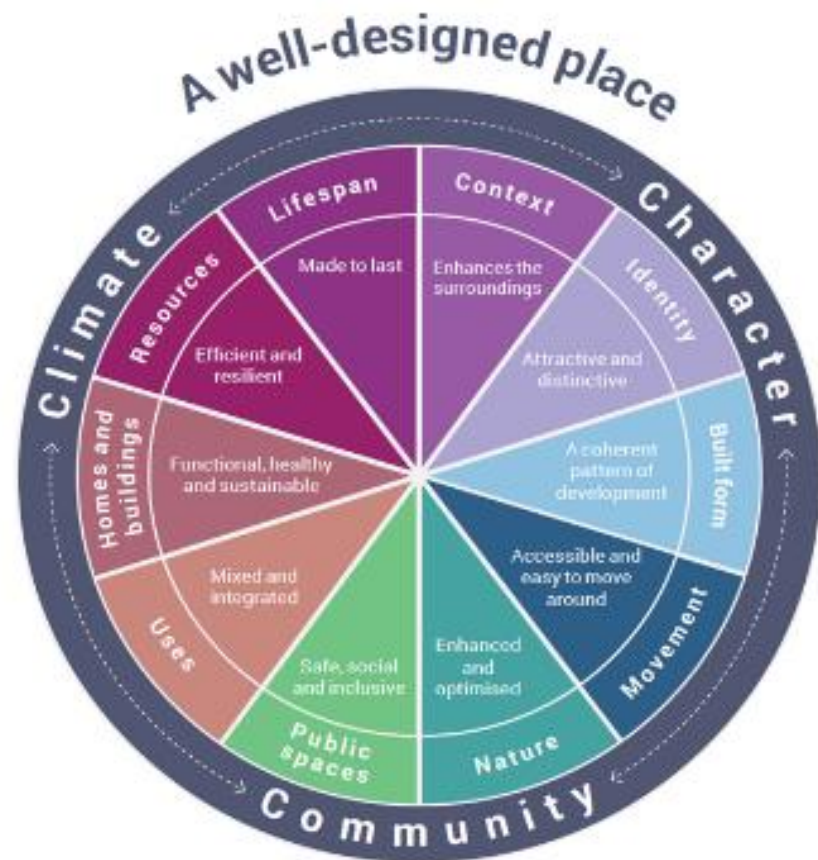 A well-designed place
Climate
Character
Community
Context
Enhances the
surroundings
Identity
Attractive and
distinctive
Built form
A coherent
pattern of
development
Movement
Accessible and
easy to move
around
Nature
Enhanced
and
optimised
Public
spaces
Safe, social
and inclusive
Uses
Mixed and
integrated
Homes and
buildings
Functional, healthy
and sustainable
Resources
Efficient and
resilient
Lifespan
Made to last